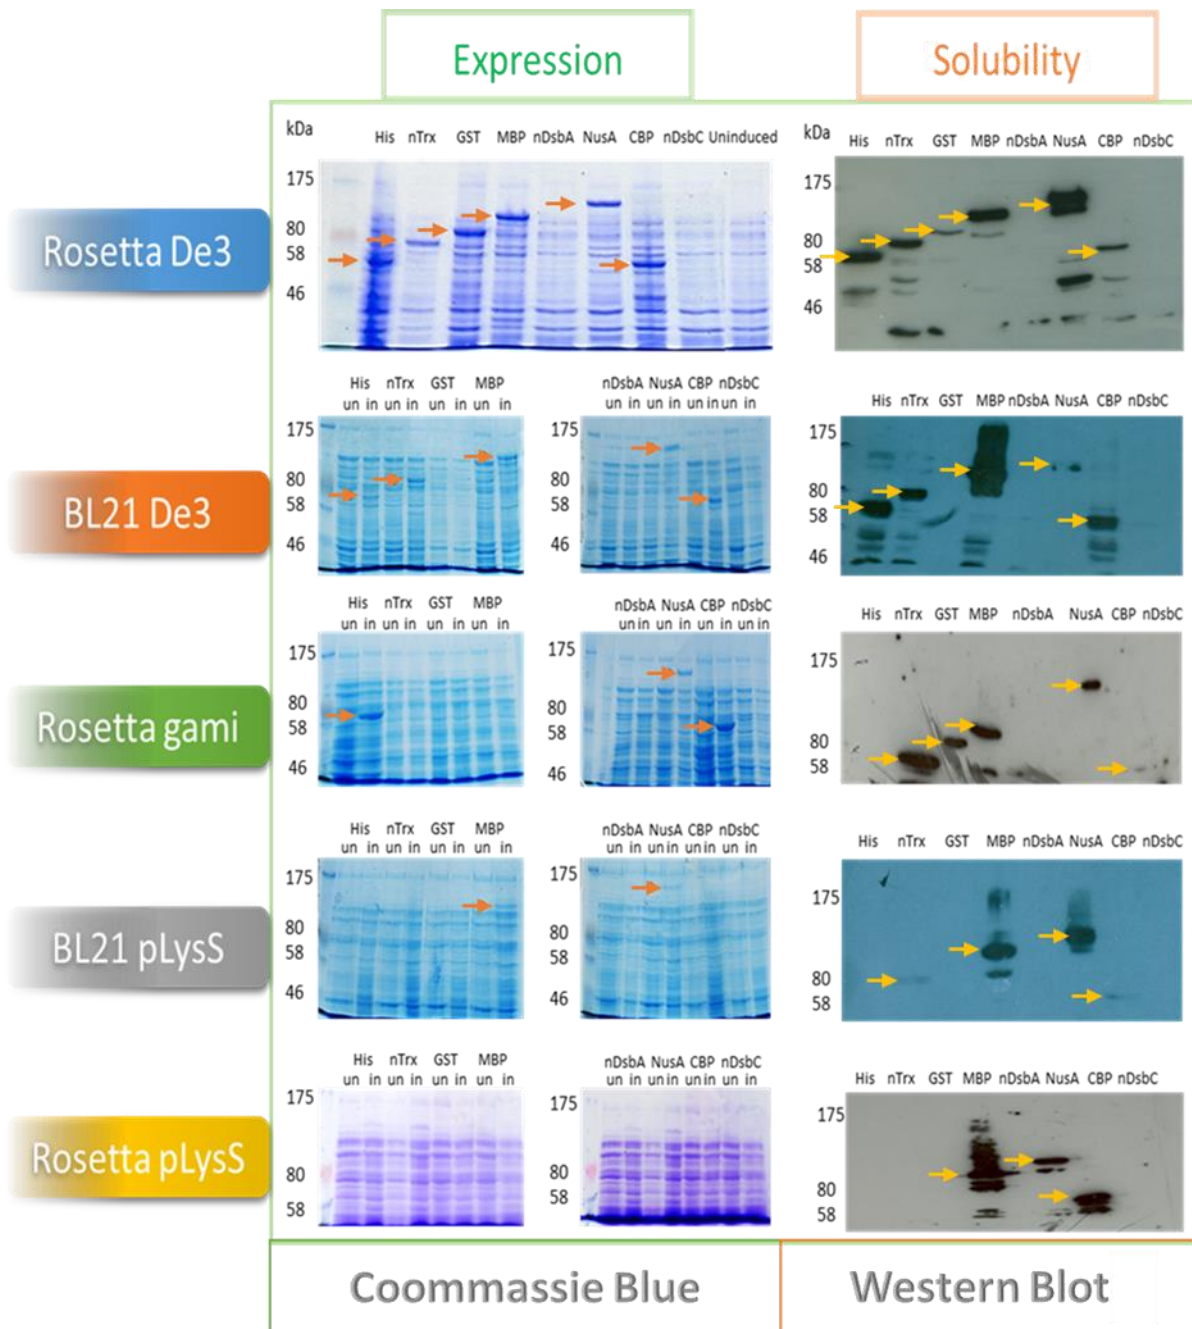 Expression
Solubility
kDa His nTrx GST MBP nDsbA NusA CBP nDsbC Uninduced
175
80
58
46
kDa His nTrx GST MBP nDsbA NusA CBP nDsbC
175
80
58
46
Rosetta De3
His nTrx GST MBP
un in un in un in un in
175
80
58
46
nDsbA NusA CBP nDsbC
un in un in un in un in
175
80
58
46
His nTrx GST MBP nDsbA NusA CBP nDsbC
175
80
58
46
BL21 De3
His nTrx GST MBP
un in un in un in un in
175
80
58
46
nDsbA NusA CBP nDsbC
un in un in un in un in
175
80
58
46
His nTrx GST MBP nDsbA NusA CBP nDsbC
175
80
58
Rosetta gami
His nTrx GST MBP
un in un in un in un in
175
80
58
46
nDsbA NusA CBP nDsbC
un in un in un in un in
175
80
58
46
His nTrx GST MBP nDsbA NusA CBP nDsbC
175
80
58
BL21 pLysS
His nTrx GST MBP
un in un in un in un in
175
80
58
nDsbA NusA CBP nDsbC
un in un in un in un in
175
80
58
His nTrx GST MBP nDsbA NusA CBP nDsbC
175
80
58
Rosetta pLysS
Coommassie Blue
Western Blot